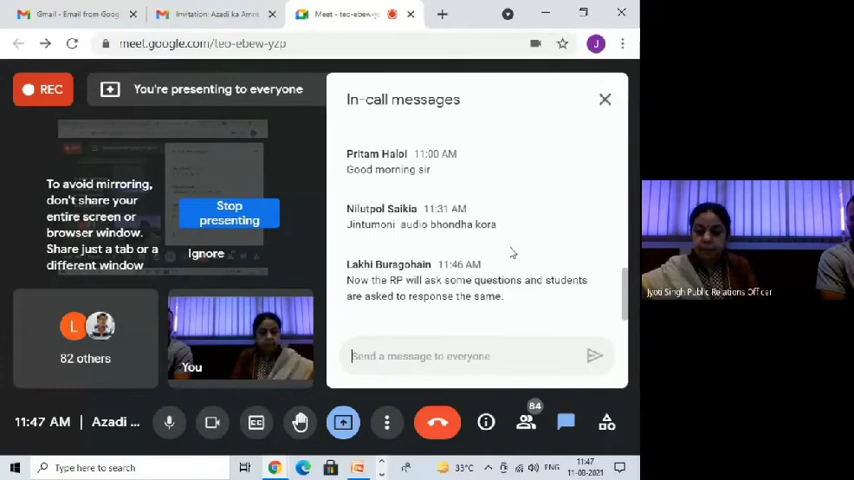 Gmail - Email from Goog
Invitation: Azadi ka Amrit
Meet - teo-ebew-yz
meet.google.com/teo-ebew-yzp
J
REC
You're presenting to everyone
In-call messages
To avoid mirroring,
don't share your
entire screen or
browser window.
Share just a tab or a
different window
Stop
presenting
Ignore
Pritam Haloi 11:00 AM
Good morning sir
Nilutpol Saikia 11:31 AM
Jintumoni audio bhondha kora
Lakhi Buragohain 11:46 AM
Now the RP will ask some questions and students
are asked to response the same.
Send a message to everyone
L
82 others
You
Jyoti Singh Public Relations Officer
11:47 AM | Azadi ...
84
Type here to search
33°C
ENG
11:47
11-08-2021